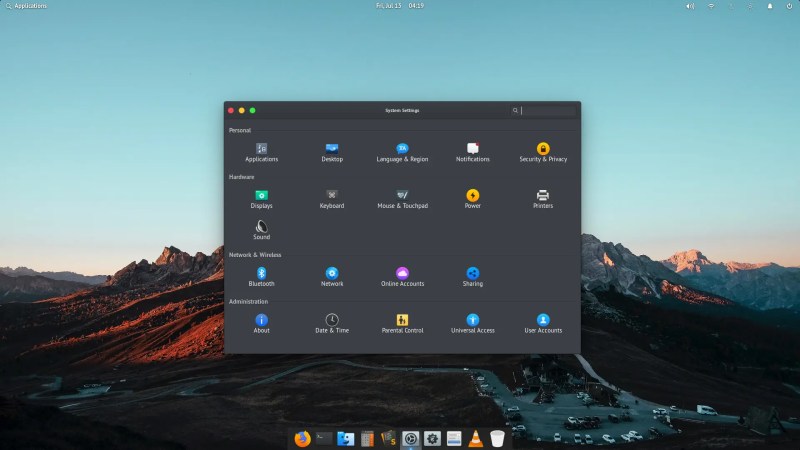 Applications
Fri, Jul 15 04:19
System Settings
Personal
Applications
Desktop
Language & Region
Notifications
Security & Privacy
Hardware
Displays
Keyboard
Mouse & Touchpad
Power
Printers
Sound
Network & Wireless
Bluetooth
Network
Online Accounts
Sharing
Administration
About
Date & Time
Parental Control
Universal Access
User Accounts